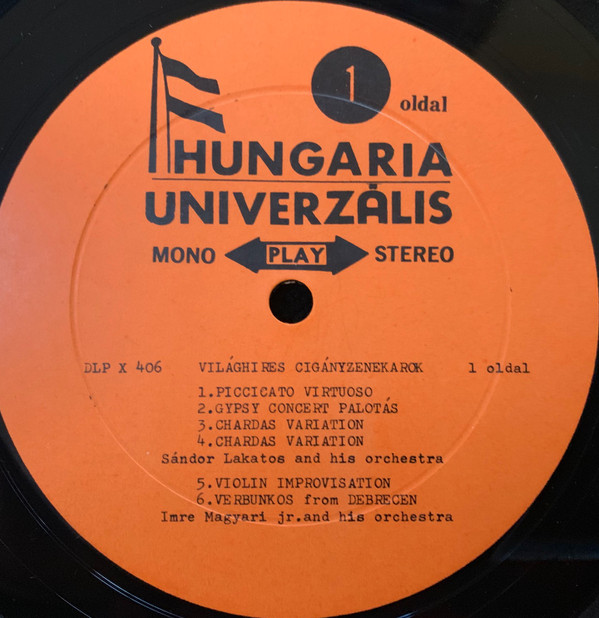 1 oldal
HUNGARIA
UNIVERZÁLIS
MONO PLAY STEREO
DLP X 406 VILÁGHIRES CIGÁNYZENEKAROK 1 oldal
1.PICCICATO VIRTUOSO
2.GYPSY CONCERT PALOTÁS
3.CHARDAS VARIATION
4.CHARDAS VARIATION
Sándor Lakatos and his orchestra
5.VIOLIN IMPROVISATION
6.VERBUNKOS from DEBRECEN
Imre Magyari jr.and his orchestra